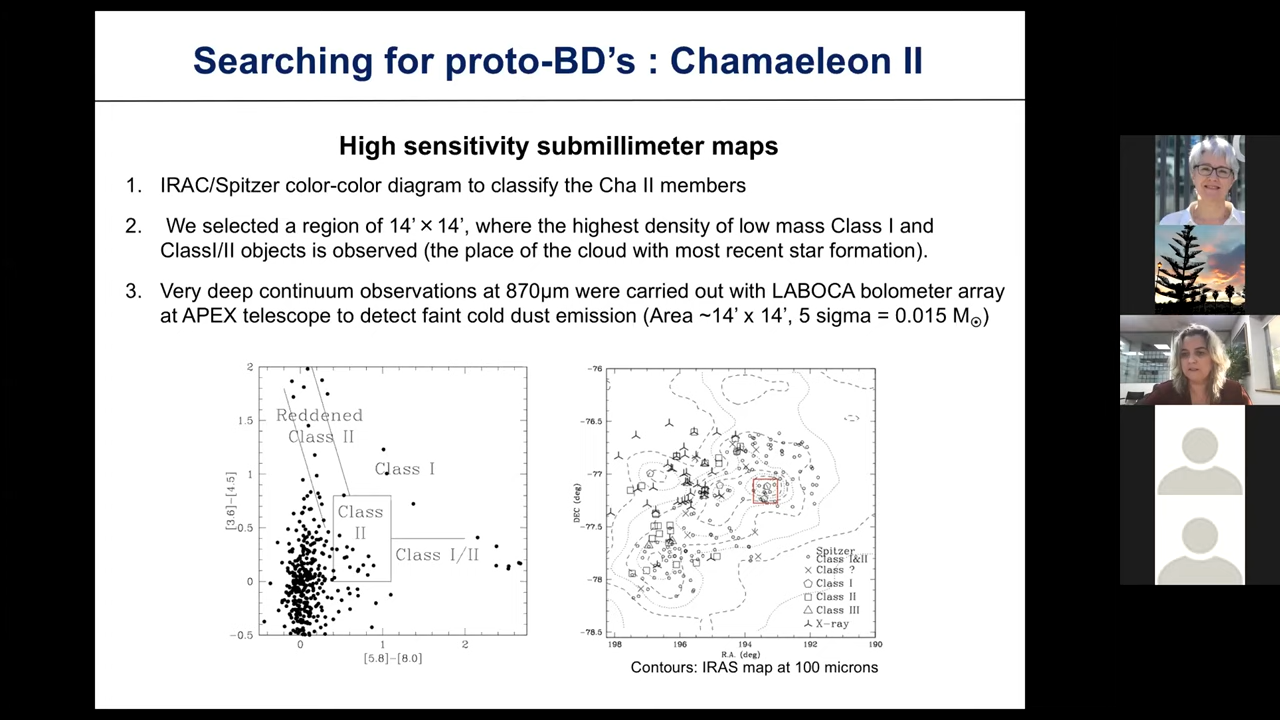 Searching for proto-BD's : Chamaeleon II
High sensitivity submillimeter maps
1. IRAC/Spitzer color-color diagram to classify the Cha II members
2. We selected a region of 14' × 14', where the highest density of low mass Class I and
ClassI/II objects is observed (the place of the cloud with most recent star formation).
3. Very deep continuum observations at 870μm were carried out with LABOCA bolometer array
at APEX telescope to detect faint cold dust emission (Area ~14' x 14', 5 sigma = 0.015 M☉)
2
1.5
1
0.5
0
-0.5
[3.6]-[4.5]
Reddened
Class II
Class I
Class
II
Class I/II
0 1 2
[5.8]-[8.0]
-76
-76.5
-77
-77.5
-78
-78.5
DEC (deg)
Spitzer
Class I&II
Class ?
Class I
Class II
Class III
X-ray
198 196 194 192 190
R.A. (deg)
Contours: IRAS map at 100 microns